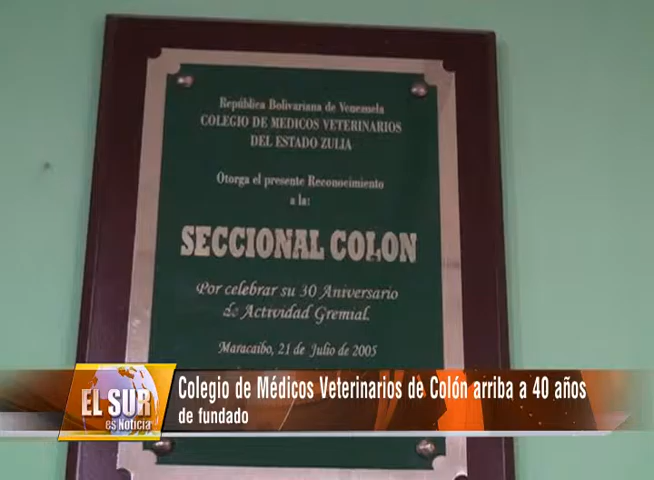 República Bolivariana de Venezuela
COLEGIO DE MEDICOS VETERINARIOS
DEL ESTADO ZULIA
Otorga el presente Reconocimiento
a la:
SECCIONAL COLON
Por celebrar su 30 Aniversario
de Actividad Gremial.
Maracaibo, 21 de Julio de 2005
EL SUR
es Noticia
Colegio de Médicos Veterinarios de Colón arriba a 40 años
de fundado